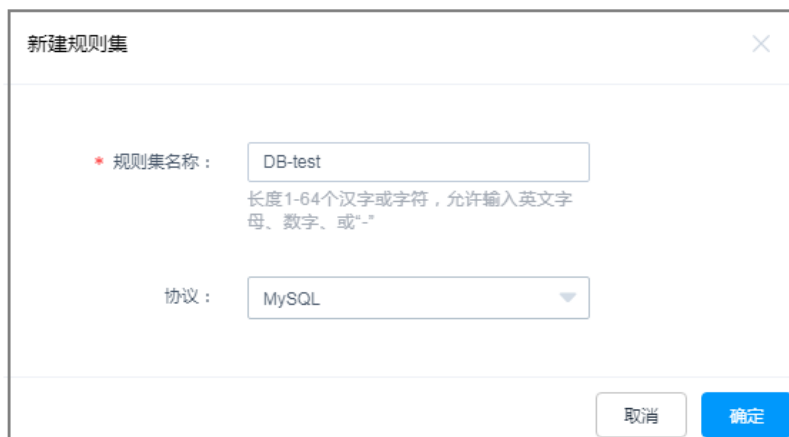 新建规则集
* 规则集名称：
DB-test
长度1-64个汉字或字符，允许输入英文字
母、数字、或“-”
协议：
MySQL
取消
确定